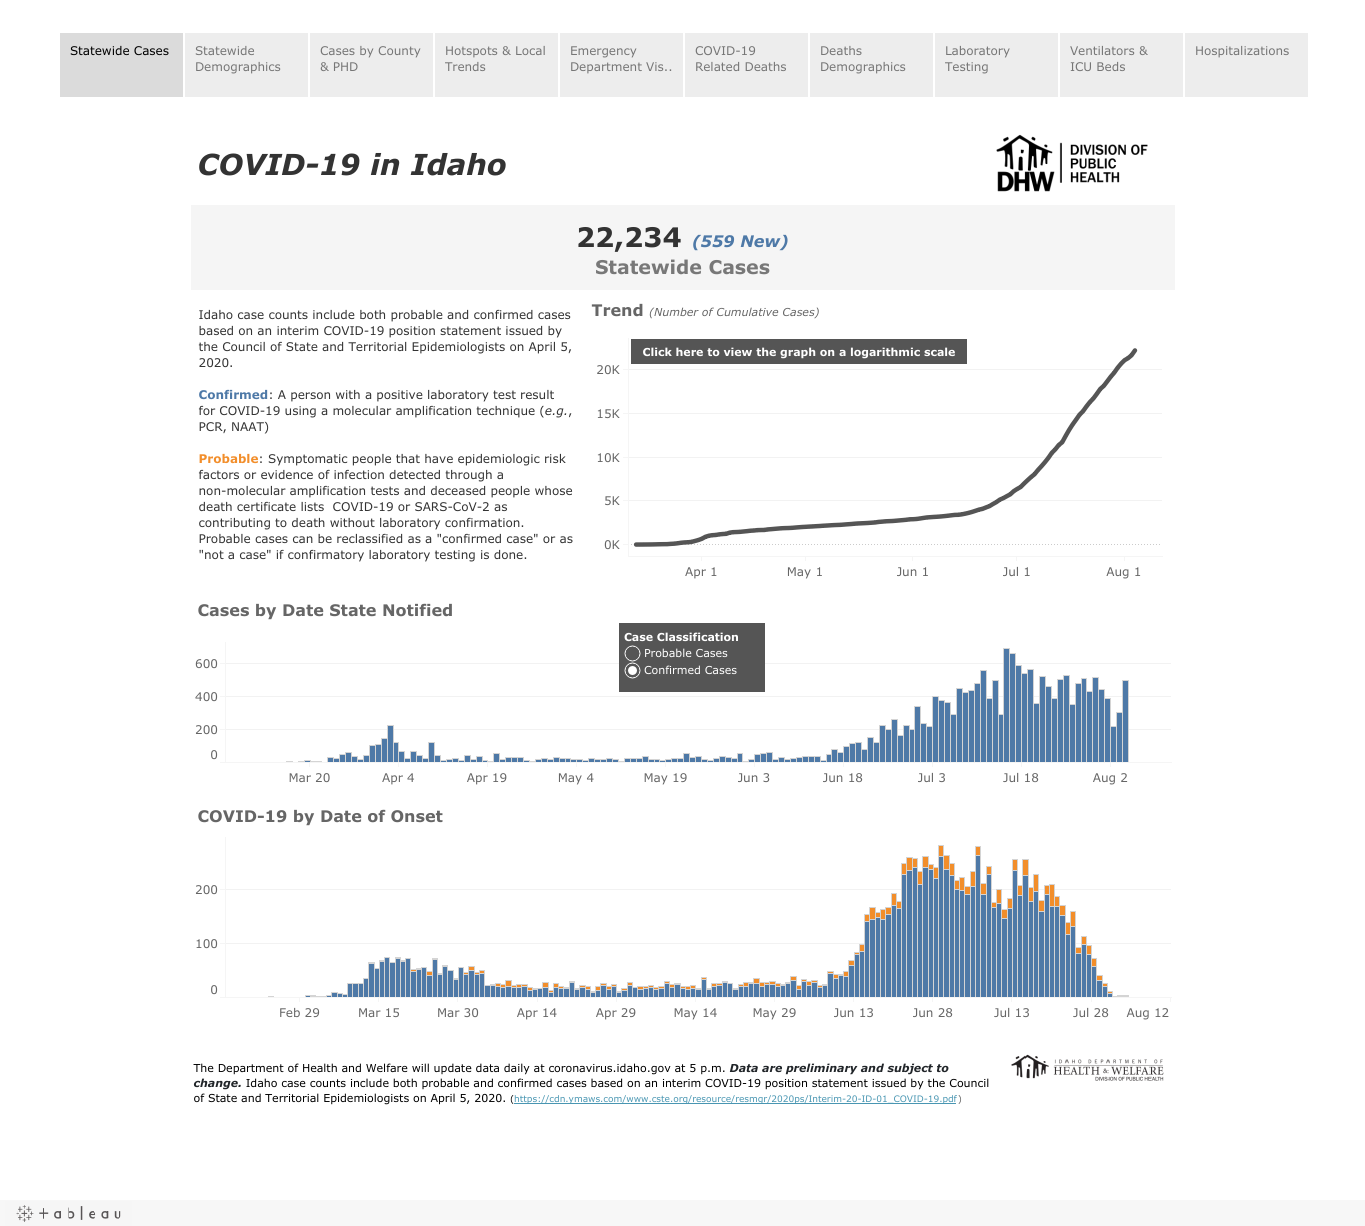 Statewide Cases
Statewide
Demographics
Cases by County
& PHD
Hotspots & Local
Trends
Emergency
Department Vis..
COVID-19
Related Deaths
Deaths
Demographics
Laboratory
Testing
Ventilators &
ICU Beds
Hospitalizations
COVID-19 in Idaho
DHW
DIVISION OF
PUBLIC
HEALTH
22,234 (559 New)
Statewide Cases
Idaho case counts include both probable and confirmed cases
based on an interim COVID-19 position statement issued by
the Council of State and Territorial Epidemiologists on April 5,
2020.
Confirmed: A person with a positive laboratory test result
for COVID-19 using a molecular amplification technique (e.g.,
PCR, NAAT)
Probable: Symptomatic people that have epidemiologic risk
factors or evidence of infection detected through a
non-molecular amplification tests and deceased people whose
death certificate lists COVID-19 or SARS-CoV-2 as
contributing to death without laboratory confirmation.
Probable cases can be reclassified as a "confirmed case" or as
"not a case" if confirmatory laboratory testing is done.
Trend (Number of Cumulative Cases)
Click here to view the graph on a logarithmic scale
20K
15K
10K
5K
0K
Apr 1 May 1 Jun 1 Jul 1 Aug 1
Cases by Date State Notified
Case Classification
Probable Cases
Confirmed Cases
600
400
200
0
Mar 20 Apr 4 Apr 19 May 4 May 19 Jun 3 Jun 18 Jul 3 Jul 18 Aug 2
COVID-19 by Date of Onset
200
100
0
Feb 29 Mar 15 Mar 30 Apr 14 Apr 29 May 14 May 29 Jun 13 Jun 28 Jul 13 Jul 28 Aug 12
The Department of Health and Welfare will update data daily at coronavirus.idaho.gov at 5 p.m. Data are preliminary and subject to
change. Idaho case counts include both probable and confirmed cases based on an interim COVID-19 position statement issued by the Council
of State and Territorial Epidemiologists on April 5, 2020. (https://cdn.ymaws.com/www.cste.org/resource/resmgr/2020ps/Interim-20-ID-01_COVID-19.pdf)
IDAHO DEPARTMENT OF
HEALTH & WELFARE
DIVISION OF PUBLIC HEALTH
tableau